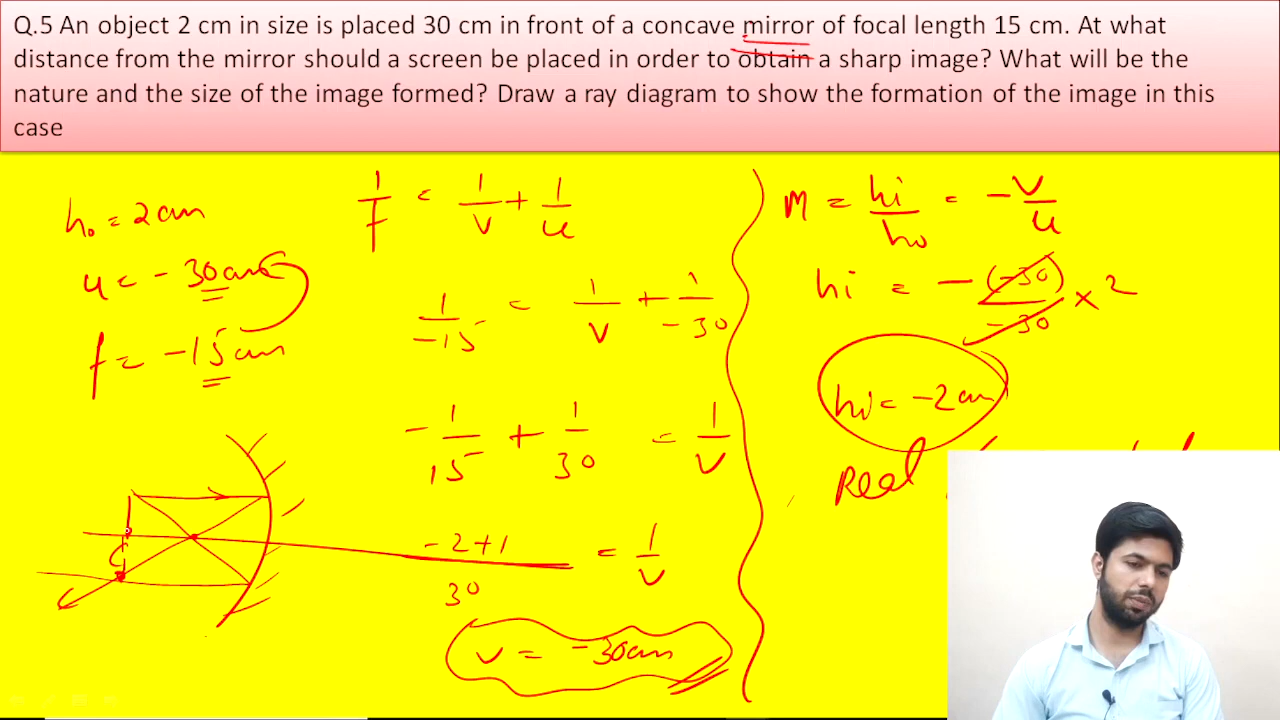 Q.5 An object 2 cm in size is placed 30 cm in front of a concave mirror of focal length 15 cm. At what
distance from the mirror should a screen be placed in order to obtain a sharp image? What will be the
nature and the size of the image formed? Draw a ray diagram to show the formation of the image in this
case
h₀ = 2cm
u = -30cm
f = -15cm
C
1/f = 1/v + 1/u
1/-15 = 1/v + 1/-30
-1/15 + 1/30 = 1/v
-2+1/30 = 1/v
v = -30cm
m = hi/ho = -v/u
hi = -(-30)/-30 × 2
hi = -2cm
Real